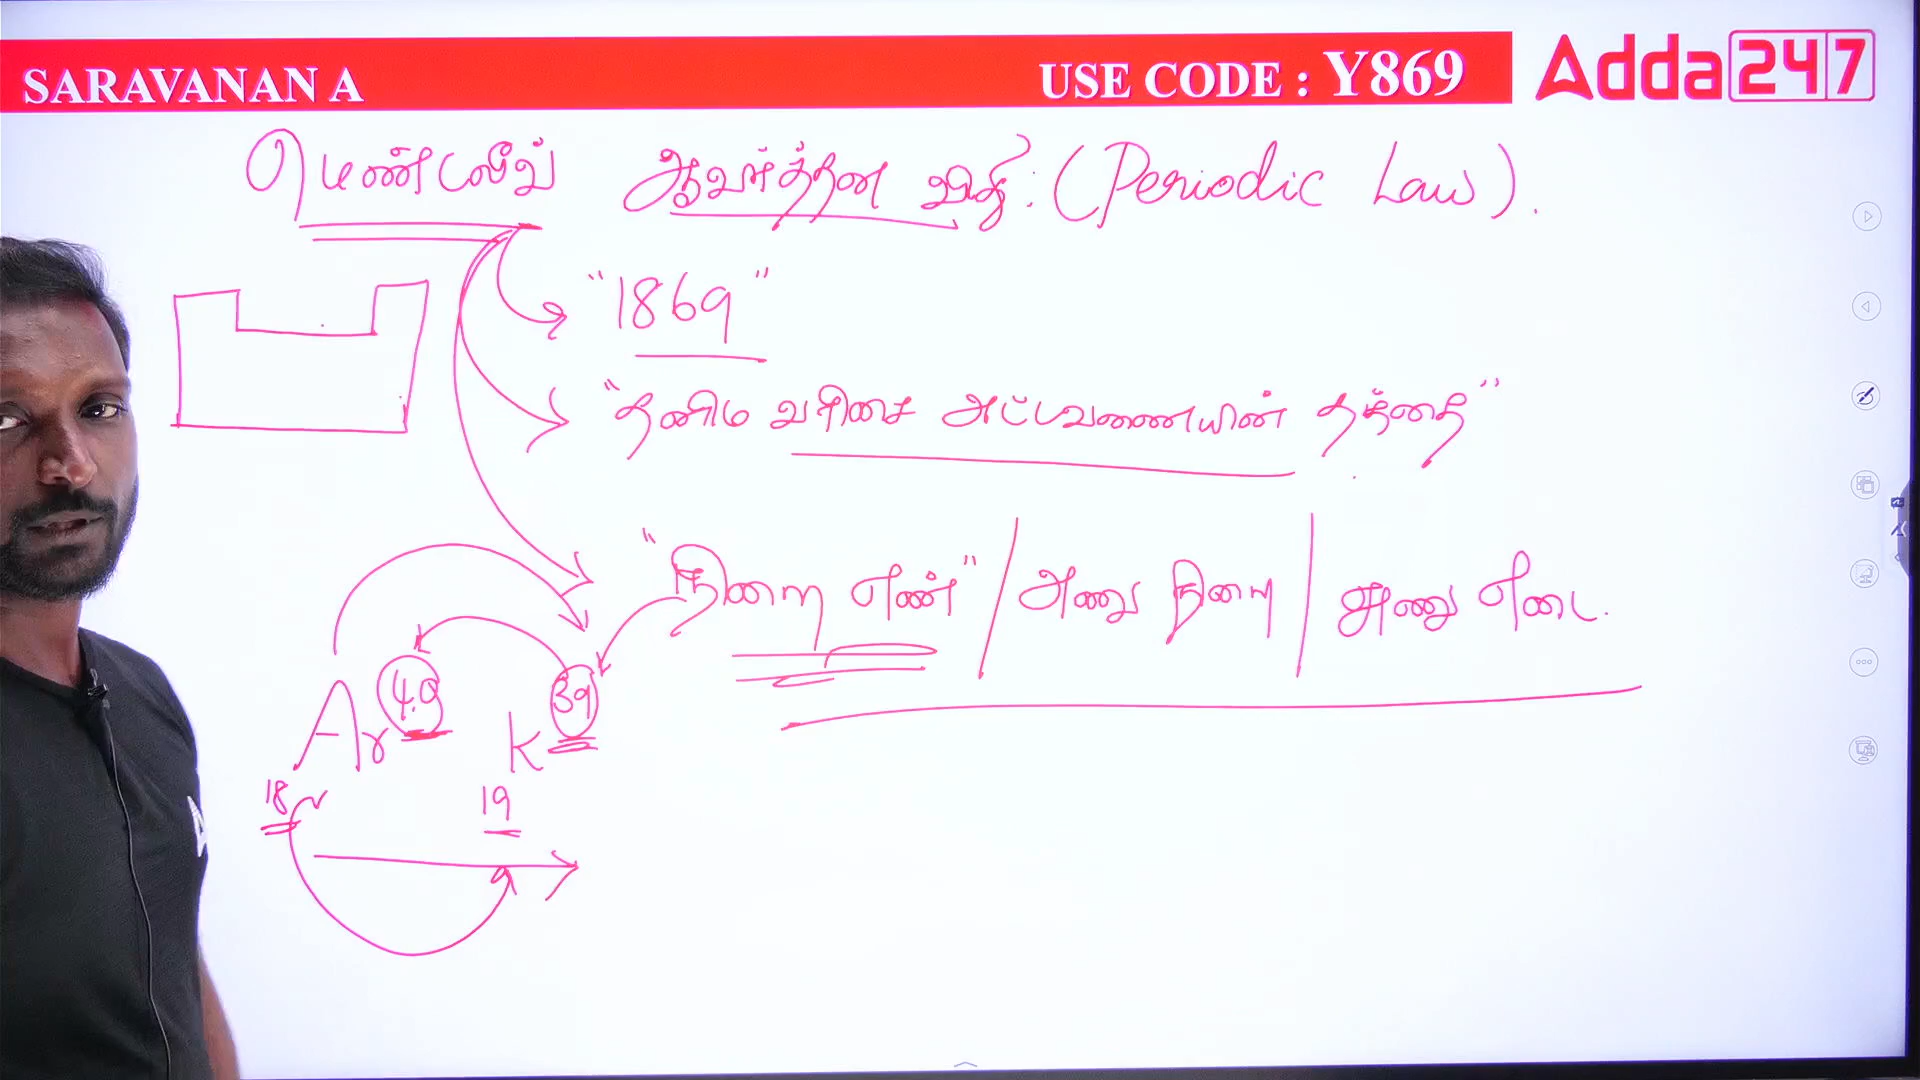 SARAVANAN A
USE CODE : Y869
Adda247
மெண்டலீவ் ஆவர்த்தன விதி: (Periodic Law).
"1869"
"தனிம வரிசை அட்டவணையின் தந்தை"
"நிறை எண்" / அணு நிறை / அணு எடை.
Ar 40 K 39
18 19